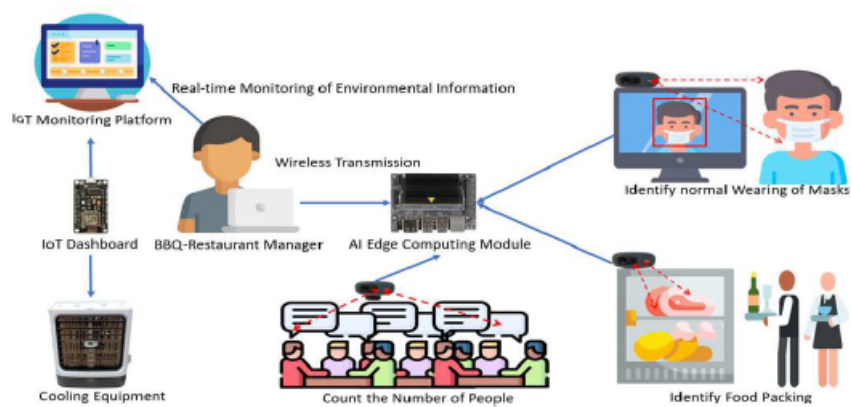 Real-time Monitoring of Environmental Information
IoT Monitoring Platform
Wireless Transmission
Identify normal Wearing of Masks
IoT Dashboard
BBQ-Restaurant Manager
AI Edge Computing Module
Cooling Equipment
Count the Number of People
Identify Food Packing